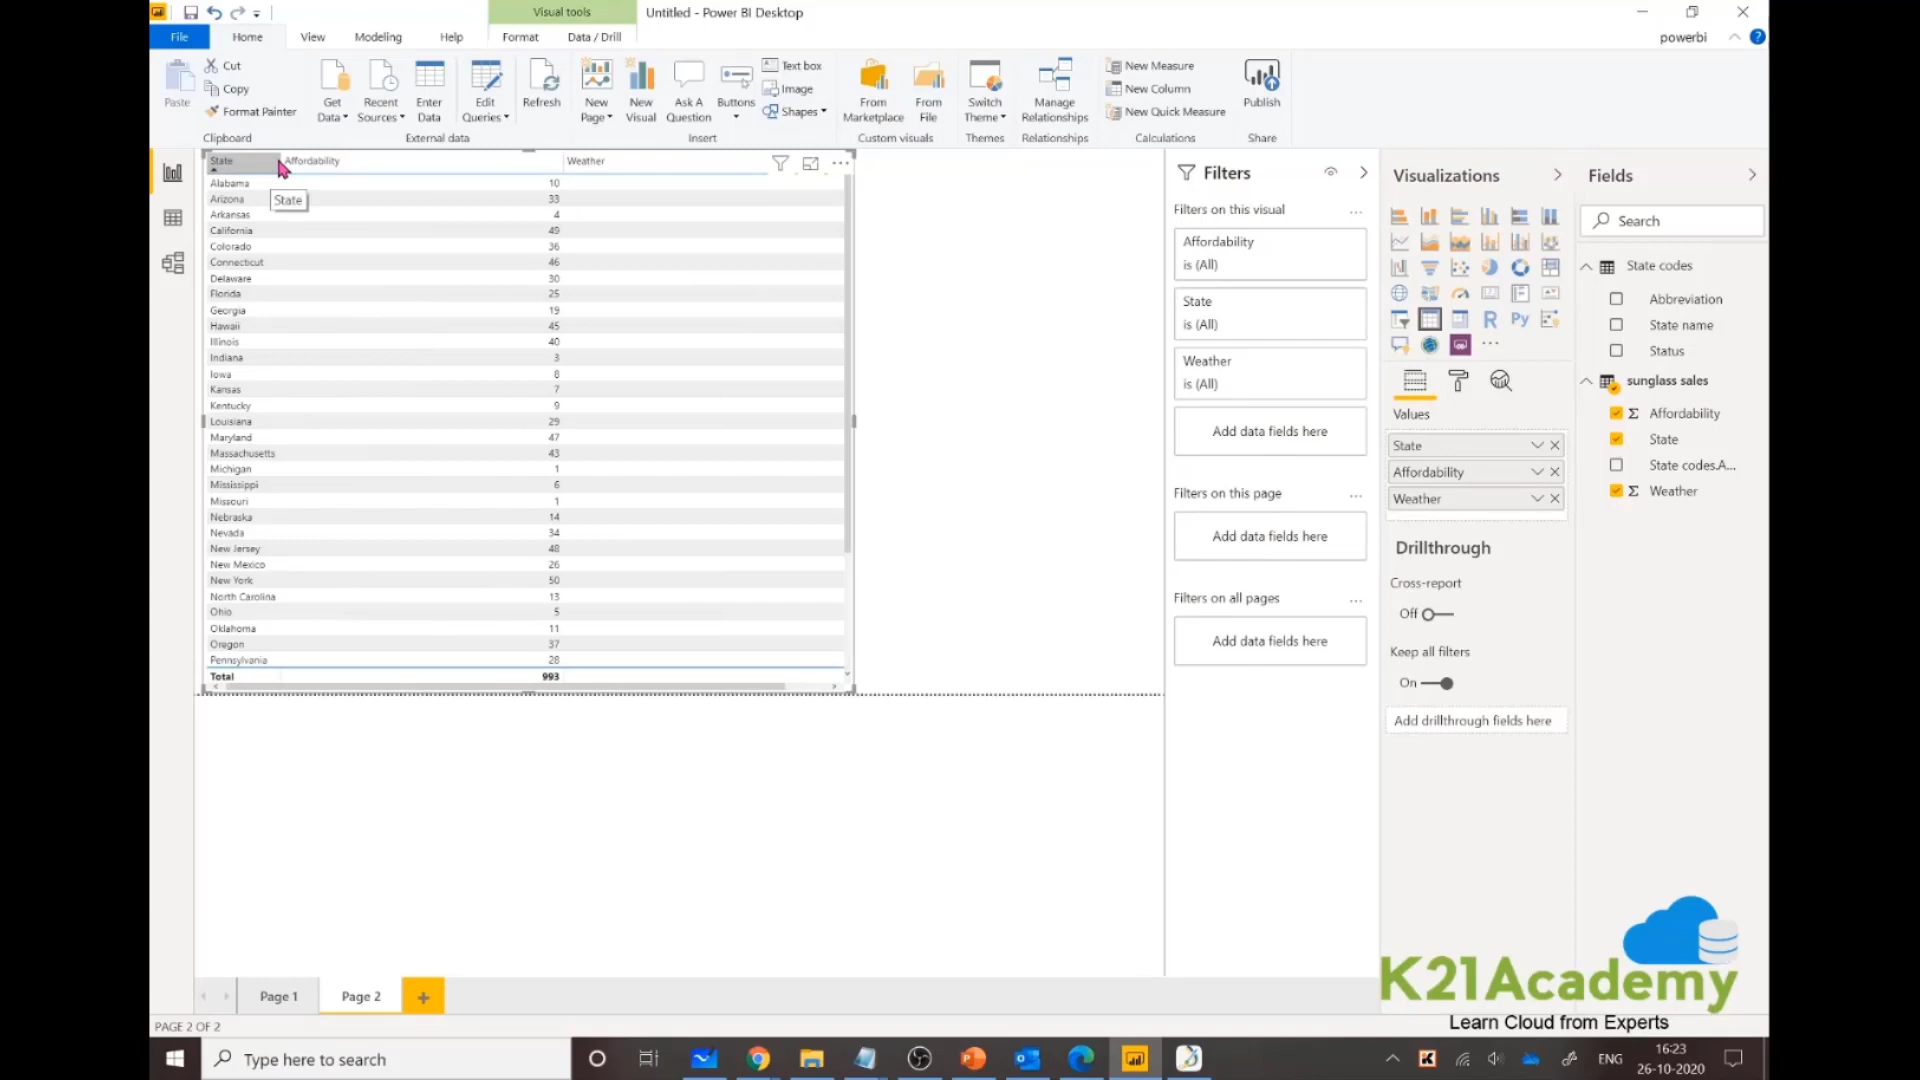 Visual tools
Untitled - Power BI Desktop
File Home View Modeling Help Format Data / Drill
powerbi
Paste
Cut
Copy
Format Painter
Clipboard
Get Data
Recent Sources
Enter Data
Edit Queries
Refresh
External data
New Page
New Visual
Ask A Question
Buttons
Text box
Image
Shapes
Insert
From Marketplace
From File
Custom visuals
Switch Theme
Themes
Manage Relationships
Relationships
New Measure
New Column
New Quick Measure
Calculations
Publish
Share
State Affordability Weather
Alabama 10
Arizona 33
State
Arkansas 4
California 49
Colorado 36
Connecticut 46
Delaware 30
Florida 25
Georgia 19
Hawaii 45
Illinois 40
Indiana 3
Iowa 8
Kansas 7
Kentucky 9
Louisiana 29
Maryland 47
Massachusetts 43
Michigan 1
Mississippi 6
Missouri 1
Nebraska 14
Nevada 34
New Jersey 48
New Mexico 26
New York 50
North Carolina 13
Ohio 5
Oklahoma 11
Oregon 37
Pennsylvania 28
Total 993
Filters
Filters on this visual ...
Affordability
is (All)
State
is (All)
Weather
is (All)
Add data fields here
Filters on this page ...
Add data fields here
Filters on all pages ...
Add data fields here
Visualizations
R Py
Values
State
Affordability
Weather
Drillthrough
Cross-report
Off
Keep all filters
On
Add drillthrough fields here
Fields
Search
State codes
Abbreviation
State name
Status
sunglass sales
Affordability
State
State codes.A...
Weather
K21Academy
Learn Cloud from Experts
Page 1
Page 2
PAGE 2 OF 2
Type here to search
ENG
16:23
26-10-2020